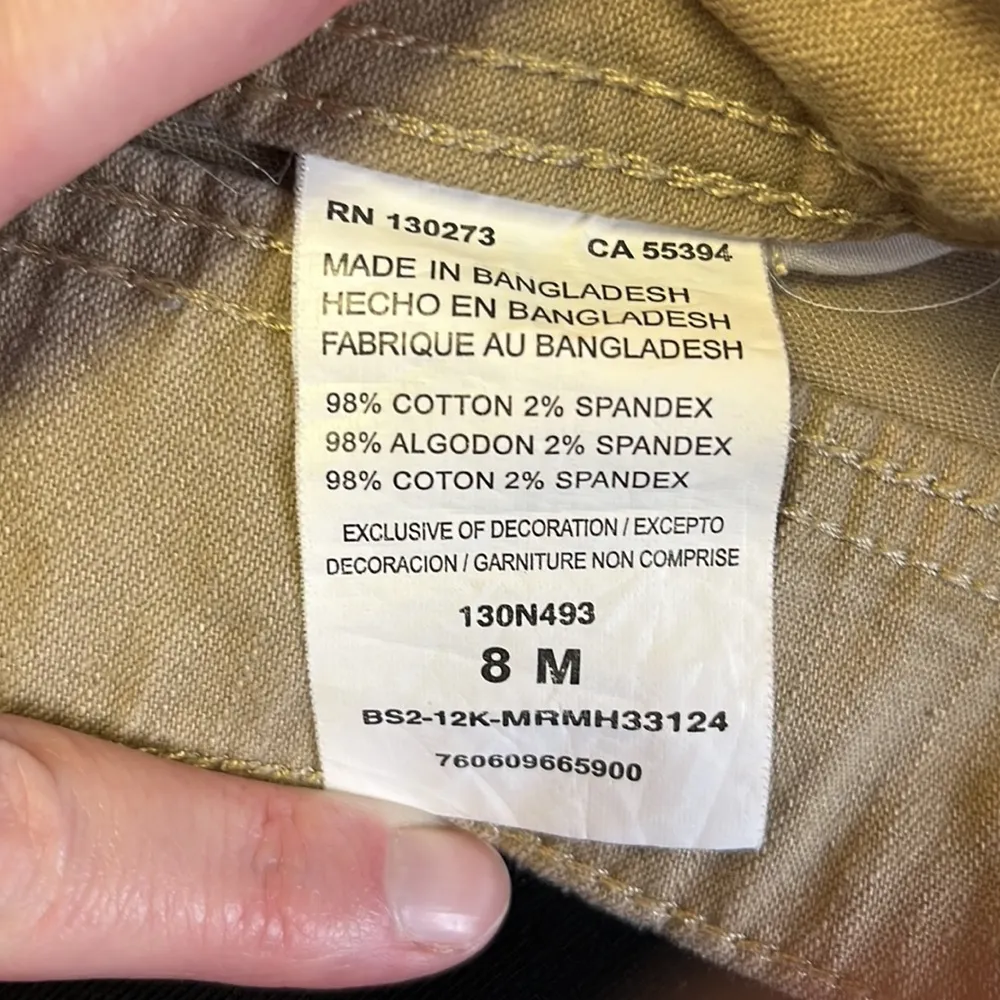 RN 130273 CA 55394
MADE IN BANGLADESH
HECHO EN BANGLADESH
FABRIQUE AU BANGLADESH
98% COTTON 2% SPANDEX
98% ALGODON 2% SPANDEX
98% COTON 2% SPANDEX
EXCLUSIVE OF DECORATION / EXCEPTO
DECORACION / GARNITURE NON COMPRISE
130N493
8 M
BS2-12K-MRMH33124
760609665900